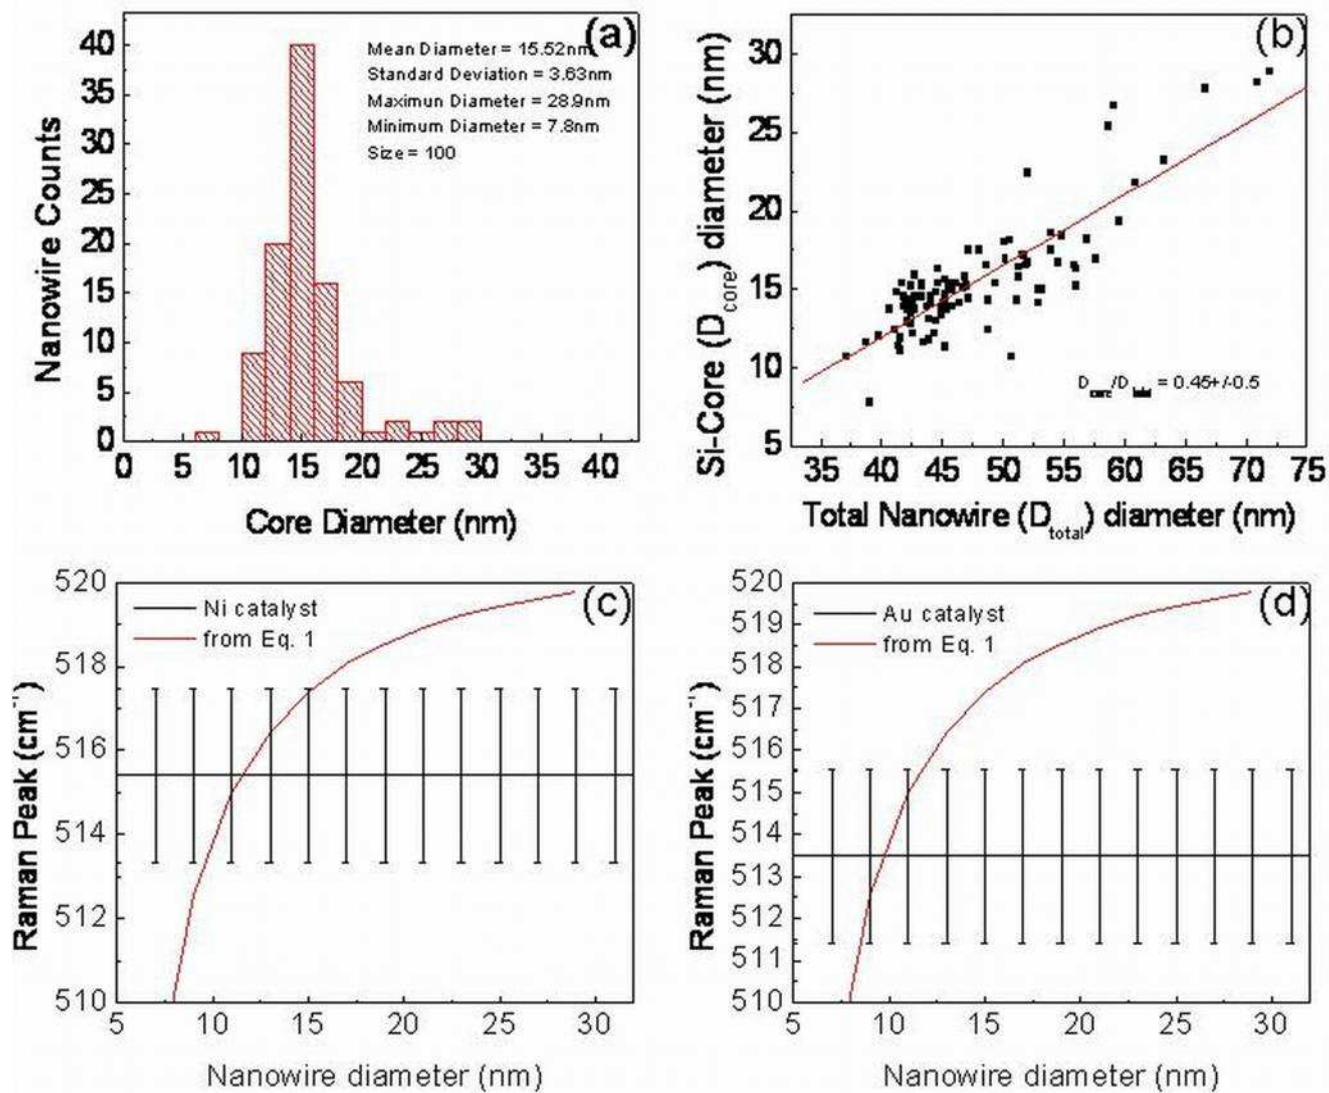 (a)
Mean Diameter = 15.52nm
Standard Deviation = 3.63nm
Maximun Diameter = 28.9nm
Minimum Diameter = 7.8nm
Size = 100
Nanowire Counts
40
35
30
25
20
15
10
5
0
0 5 10 15 20 25 30 35 40
Core Diameter (nm)
(b)
Si-Core (Dcore) diameter (nm)
30
25
20
15
10
5
Dcore/Dtotal = 0.45+/-0.5
35 40 45 50 55 60 65 70 75
Total Nanowire (Dtotal) diameter (nm)
(c)
Ni catalyst
from Eq. 1
Raman Peak (cm⁻¹)
520
518
516
514
512
510
5 10 15 20 25 30
Nanowire diameter (nm)
(d)
Au catalyst
from Eq. 1
Raman Peak (cm⁻¹)
520
519
518
517
516
515
514
513
512
511
510
5 10 15 20 25 30
Nanowire diameter (nm)